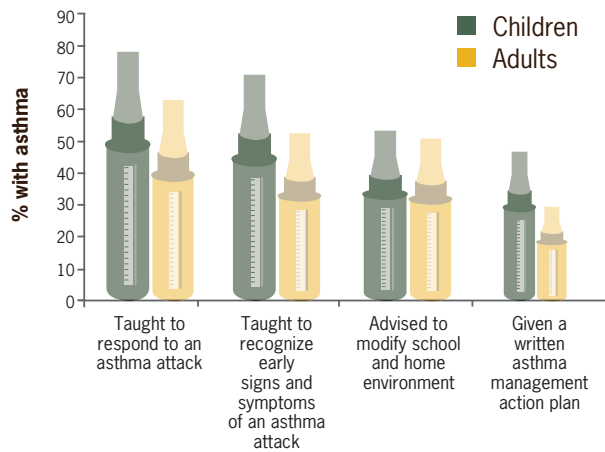 % with asthma
90
80
70
60
50
40
30
20
10
0
Children
Adults
Taught to
respond to an
asthma attack
Taught to
recognize
early
signs and
symptoms
of an asthma
attack
Advised to
modify school
and home
environment
Given a
written
asthma
management
action plan